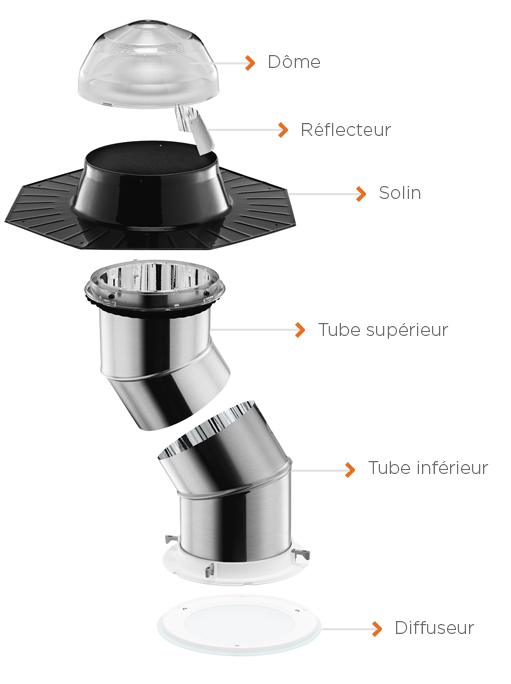 Dôme
Réflecteur
Solin
Tube supérieur
Tube inférieur
Diffuseur